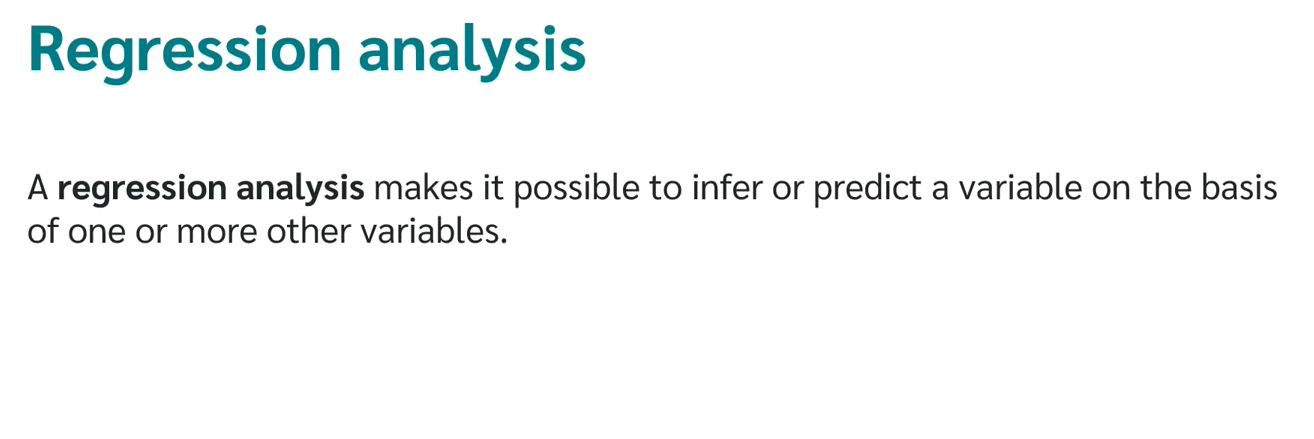 Regression analysis
A regression analysis makes it possible to infer or predict a variable on the basis
of one or more other variables.